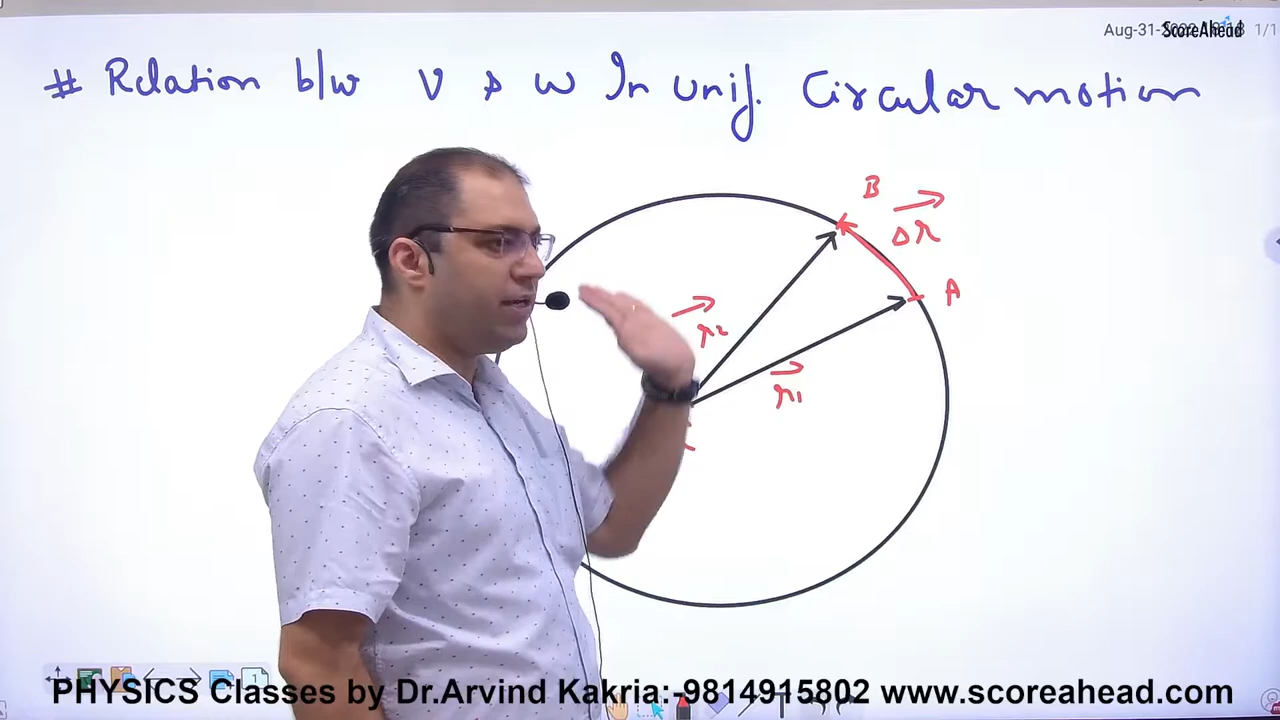 Aug-31-2022 ScoreAhead 1/1
# Relation b/w V & ω In unif. Circular motion
B
Δr
A
r2
r1
PHYSICS Classes by Dr.Arvind Kakria:-9814915802 www.scoreahead.com